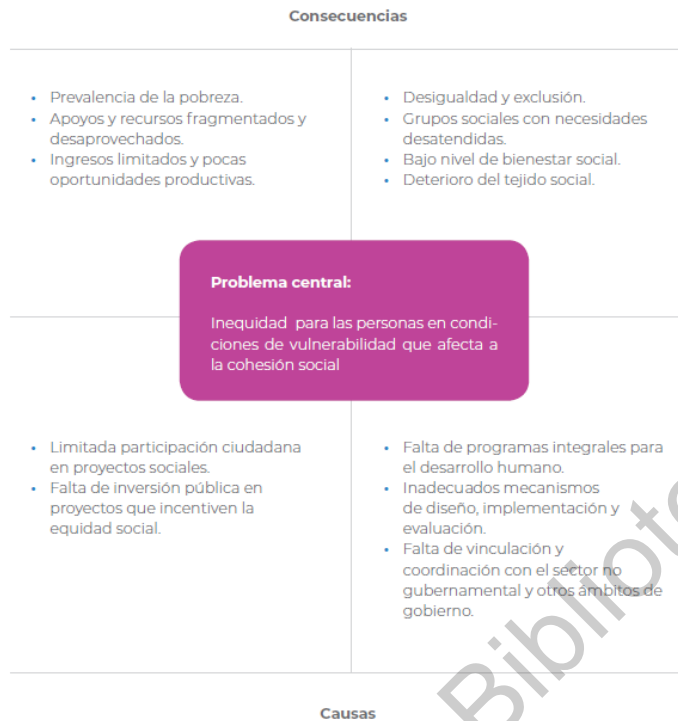 Consecuencias
• Prevalencia de la pobreza.
• Apoyos y recursos fragmentados y
desaprovechados.
• Ingresos limitados y pocas
oportunidades productivas.
• Desigualdad y exclusión.
• Grupos sociales con necesidades
desatendidas.
• Bajo nivel de bienestar social.
• Deterioro del tejido social.
Problema central:
Inequidad para las personas en condi-
ciones de vulnerabilidad que afecta a
la cohesión social
• Limitada participación ciudadana
en proyectos sociales.
• Falta de inversión pública en
proyectos que incentiven la
equidad social.
• Falta de programas integrales para
el desarrollo humano.
• Inadecuados mecanismos
de diseño, implementación y
evaluación.
• Falta de vinculación y
coordinación con el sector no
gubernamental y otros ámbitos de
gobierno.
Causas
Bibliote